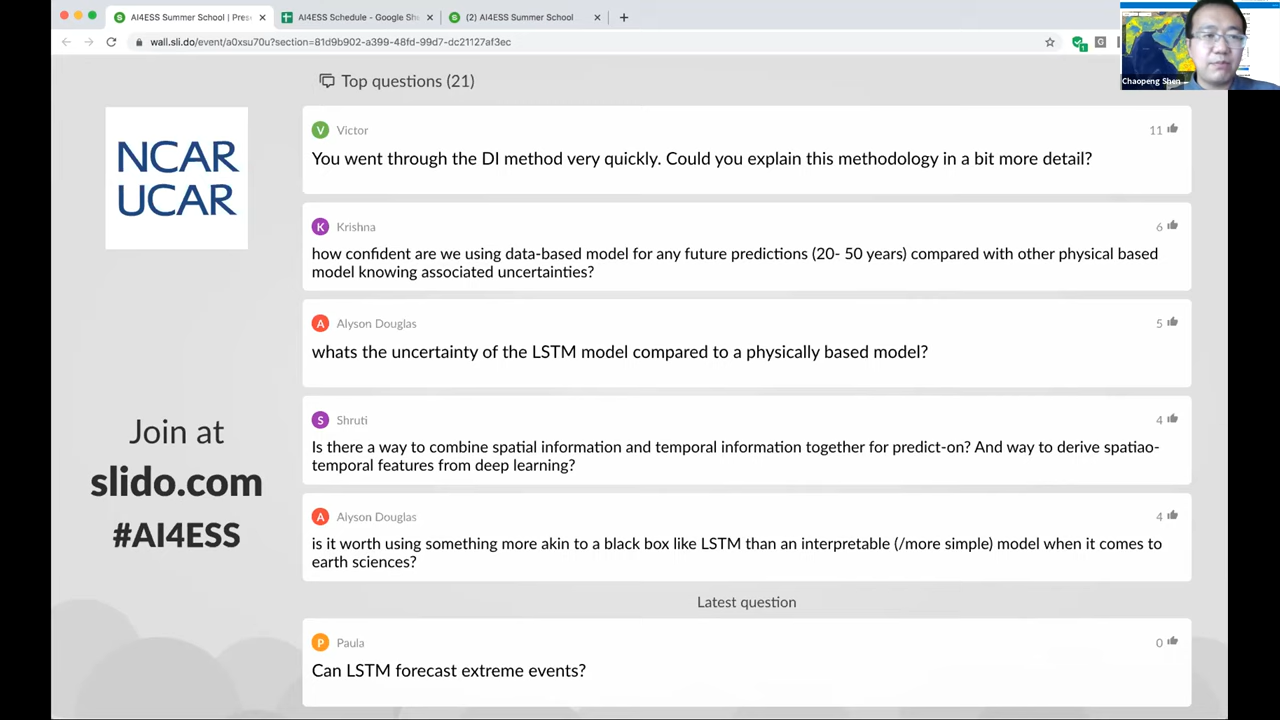 AI4ESS Summer School | Pres
AI4ESS Schedule - Google She
(2) AI4ESS Summer School
wall.sli.do/event/a0xsu70u?section=81d9b902-a399-48fd-99d7-dc21127af3ec
Chaopeng Shen
Top questions (21)
NCAR
UCAR
V Victor 11
You went through the DI method very quickly. Could you explain this methodology in a bit more detail?
K Krishna 6
how confident are we using data-based model for any future predictions (20- 50 years) compared with other physical based
model knowing associated uncertainties?
A Alyson Douglas 5
whats the uncertainty of the LSTM model compared to a physically based model?
S Shruti 4
Is there a way to combine spatial information and temporal information together for predict-on? And way to derive spatiao-
temporal features from deep learning?
A Alyson Douglas 4
is it worth using something more akin to a black box like LSTM than an interpretable (/more simple) model when it comes to
earth sciences?
Join at
slido.com
#AI4ESS
Latest question
P Paula 0
Can LSTM forecast extreme events?